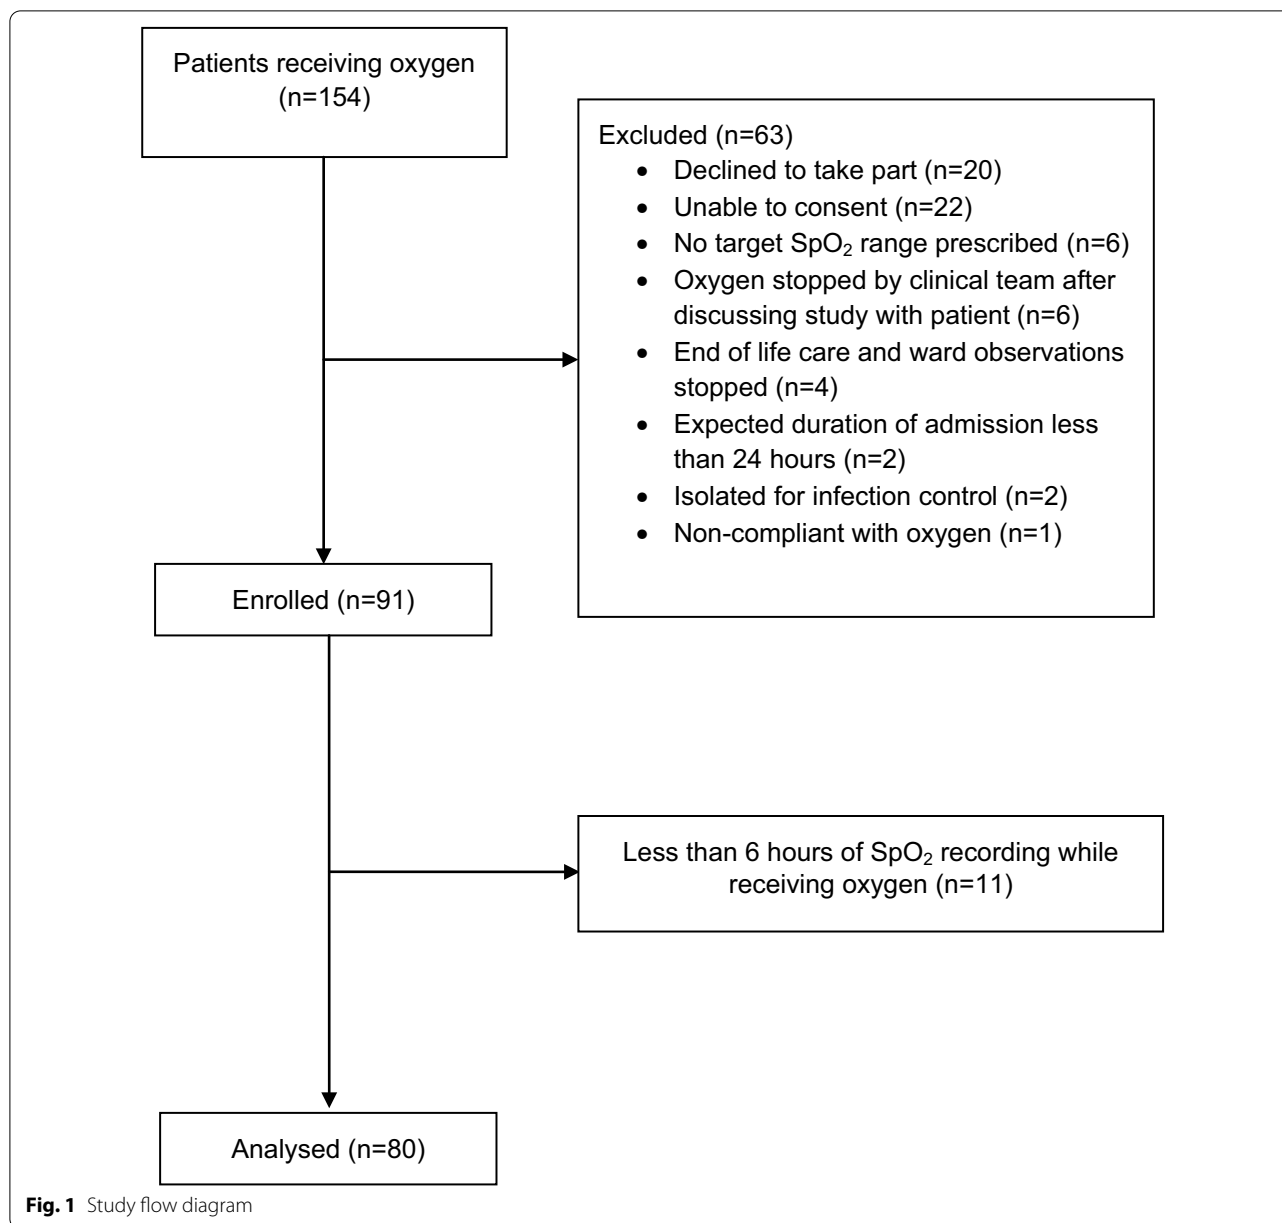 Patients receiving oxygen
(n=154)
Excluded (n=63)
• Declined to take part (n=20)
• Unable to consent (n=22)
• No target SpO₂ range prescribed (n=6)
• Oxygen stopped by clinical team after
discussing study with patient (n=6)
• End of life care and ward observations
stopped (n=4)
• Expected duration of admission less
than 24 hours (n=2)
• Isolated for infection control (n=2)
• Non-compliant with oxygen (n=1)
Enrolled (n=91)
Less than 6 hours of SpO₂ recording while
receiving oxygen (n=11)
Analysed (n=80)
Fig. 1 Study flow diagram